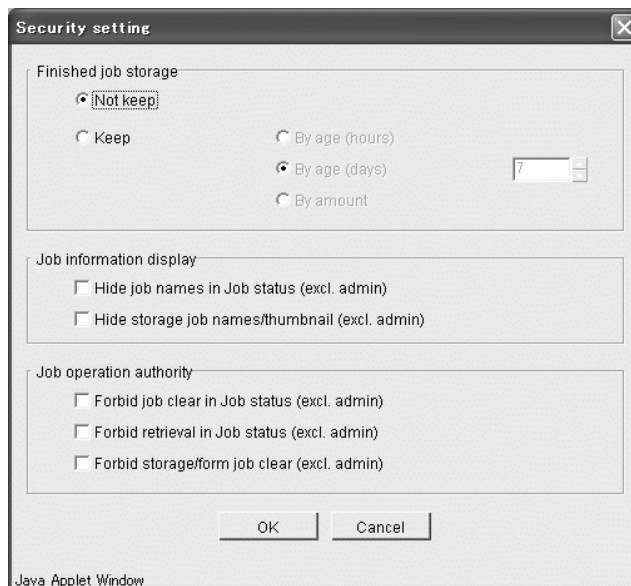 Security setting
Finished job storage
Not keep
Keep
By age (hours)
By age (days)
7
By amount
Job information display
Hide job names in Job status (excl. admin)
Hide storage job names/thumbnail (excl. admin)
Job operation authority
Forbid job clear in Job status (excl. admin)
Forbid retrieval in Job status (excl. admin)
Forbid storage/form job clear (excl. admin)
OK
Cancel
Java Applet Window